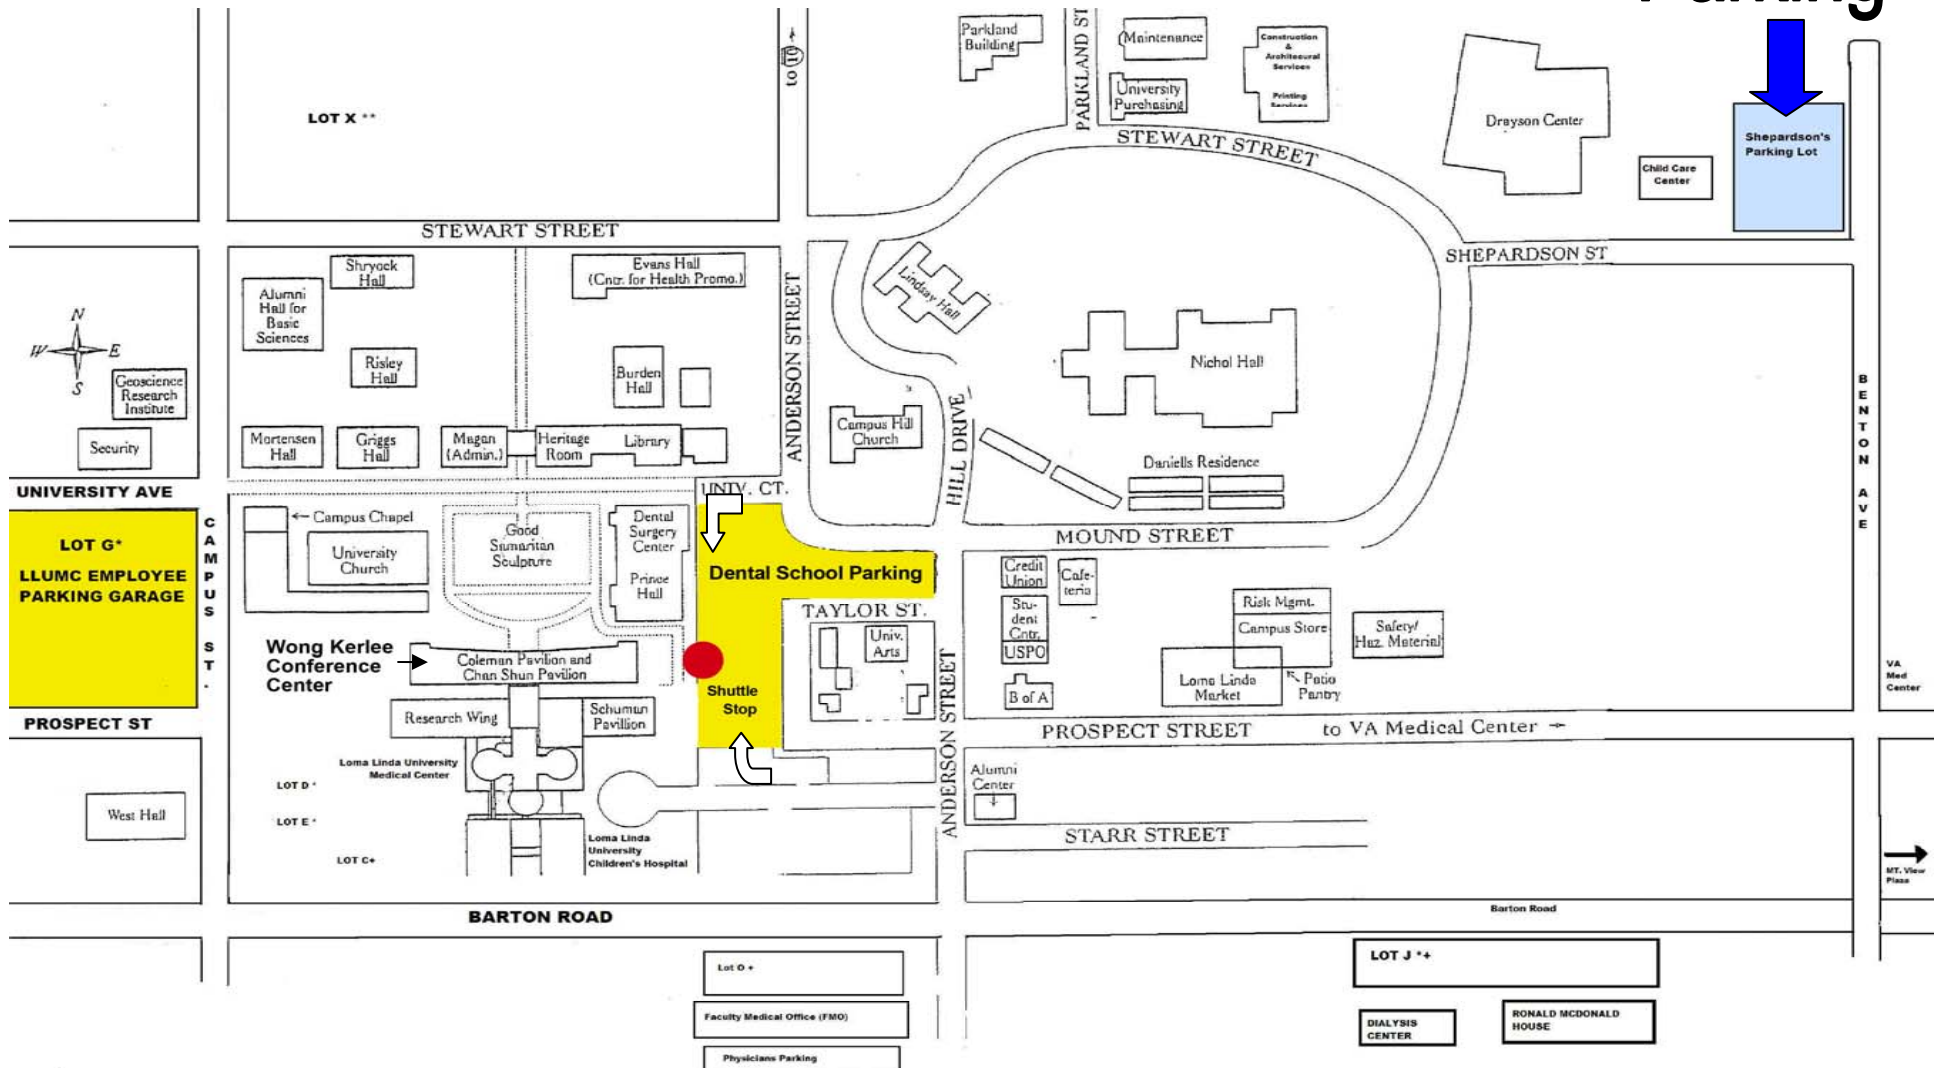 Parking
to 10
LOT X **
Parkland
Building
PARKLAND ST
Maintenance
University
Purchasing
Construction
&
Architecural
Services
Printing
Services
Drayson Center
Child Care
Center
Shepardson's
Parking Lot
STEWART STREET
STEWART STREET
SHEPARDSON ST
N
W
E
S
Geoscience
Research
Institute
Security
Alumni
Hall for
Basic
Sciences
Shryock
Hall
Evans Hall
(Cntr. for Health Promo.)
Risley
Hall
Burden
Hall
Mortensen
Hall
Griggs
Hall
Magan
(Admin.)
Heritage
Room
Library
ANDERSON STREET
Lindsay Hall
Campus Hill
Church
HILL DRIVE
Nichol Hall
Daniells Residence
BENTON AVE
UNIVERSITY AVE
UNIV. CT.
LOT G*
LLUMC EMPLOYEE
PARKING GARAGE
CAMPUS ST.
Campus Chapel
University
Church
Good
Samaritan
Sculpture
Dental
Surgery
Center
Prince
Hall
Dental School Parking
MOUND STREET
TAYLOR ST.
Univ.
Arts
Credit
Union
Cafe-
teria
Stu-
dent
Cntr.
USPO
B of A
Risk Mgmt.
Campus Store
Safety/
Haz. Material
Loma Linda
Market
Patio
Pantry
VA
Med
Center
Wong Kerlee
Conference
Center
Coleman Pavilion and
Chan Shun Pavilion
Shuttle
Stop
Research Wing
Schuman
Pavillion
PROSPECT ST
PROSPECT STREET
to VA Medical Center
ANDERSON STREET
Loma Linda University
Medical Center
LOT D *
LOT E *
LOT C+
West Hall
Loma Linda
University
Children's Hospital
Alumni
Center
STARR STREET
MT. View
Plaza
BARTON ROAD
Barton Road
Lot O +
Faculty Medical Office (FMO)
Physicians Parking
LOT J *+
DIALYSIS
CENTER
RONALD MCDONALD
HOUSE